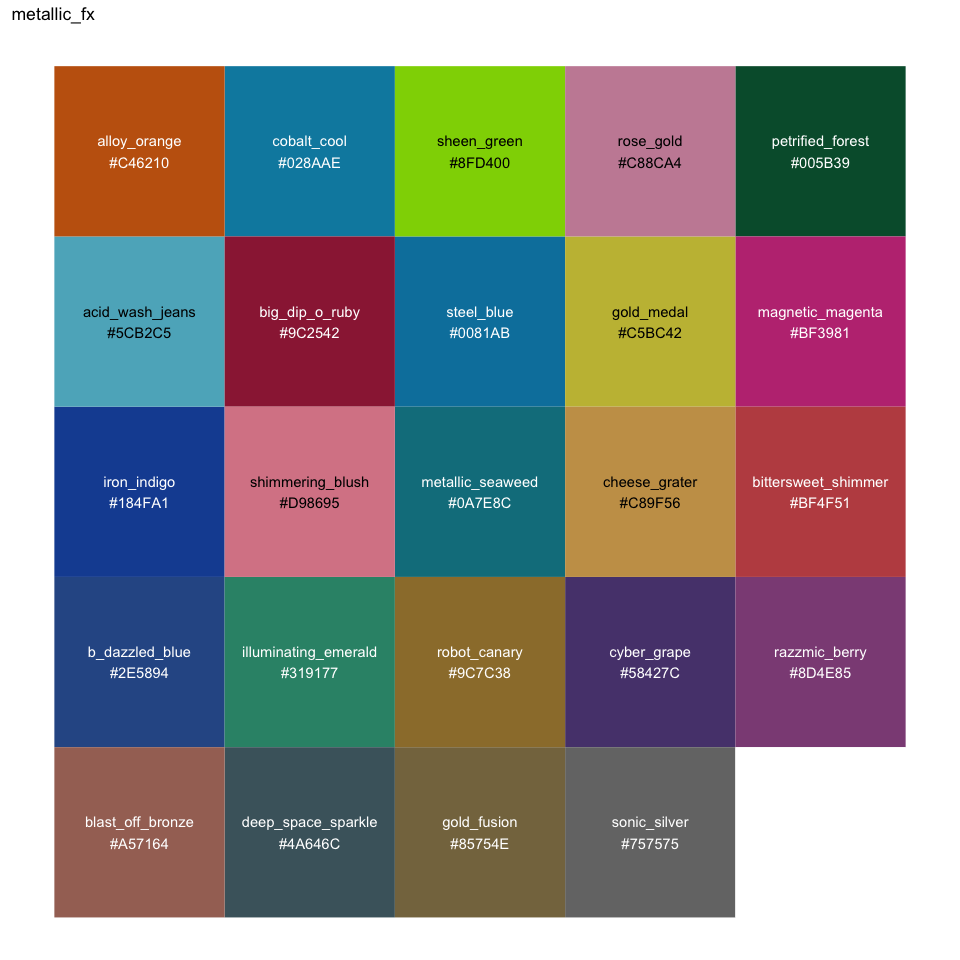 metallic_fx
alloy_orange
#C46210
cobalt_cool
#028AAE
sheen_green
#8FD400
rose_gold
#C88CA4
petrified_forest
#005B39
acid_wash_jeans
#5CB2C5
big_dip_o_ruby
#9C2542
steel_blue
#0081AB
gold_medal
#C5BC42
magnetic_magenta
#BF3981
iron_indigo
#184FA1
shimmering_blush
#D98695
metallic_seaweed
#0A7E8C
cheese_grater
#C89F56
bittersweet_shimmer
#BF4F51
b_dazzled_blue
#2E5894
illuminating_emerald
#319177
robot_canary
#9C7C38
cyber_grape
#58427C
razzmic_berry
#8D4E85
blast_off_bronze
#A57164
deep_space_sparkle
#4A646C
gold_fusion
#85754E
sonic_silver
#757575